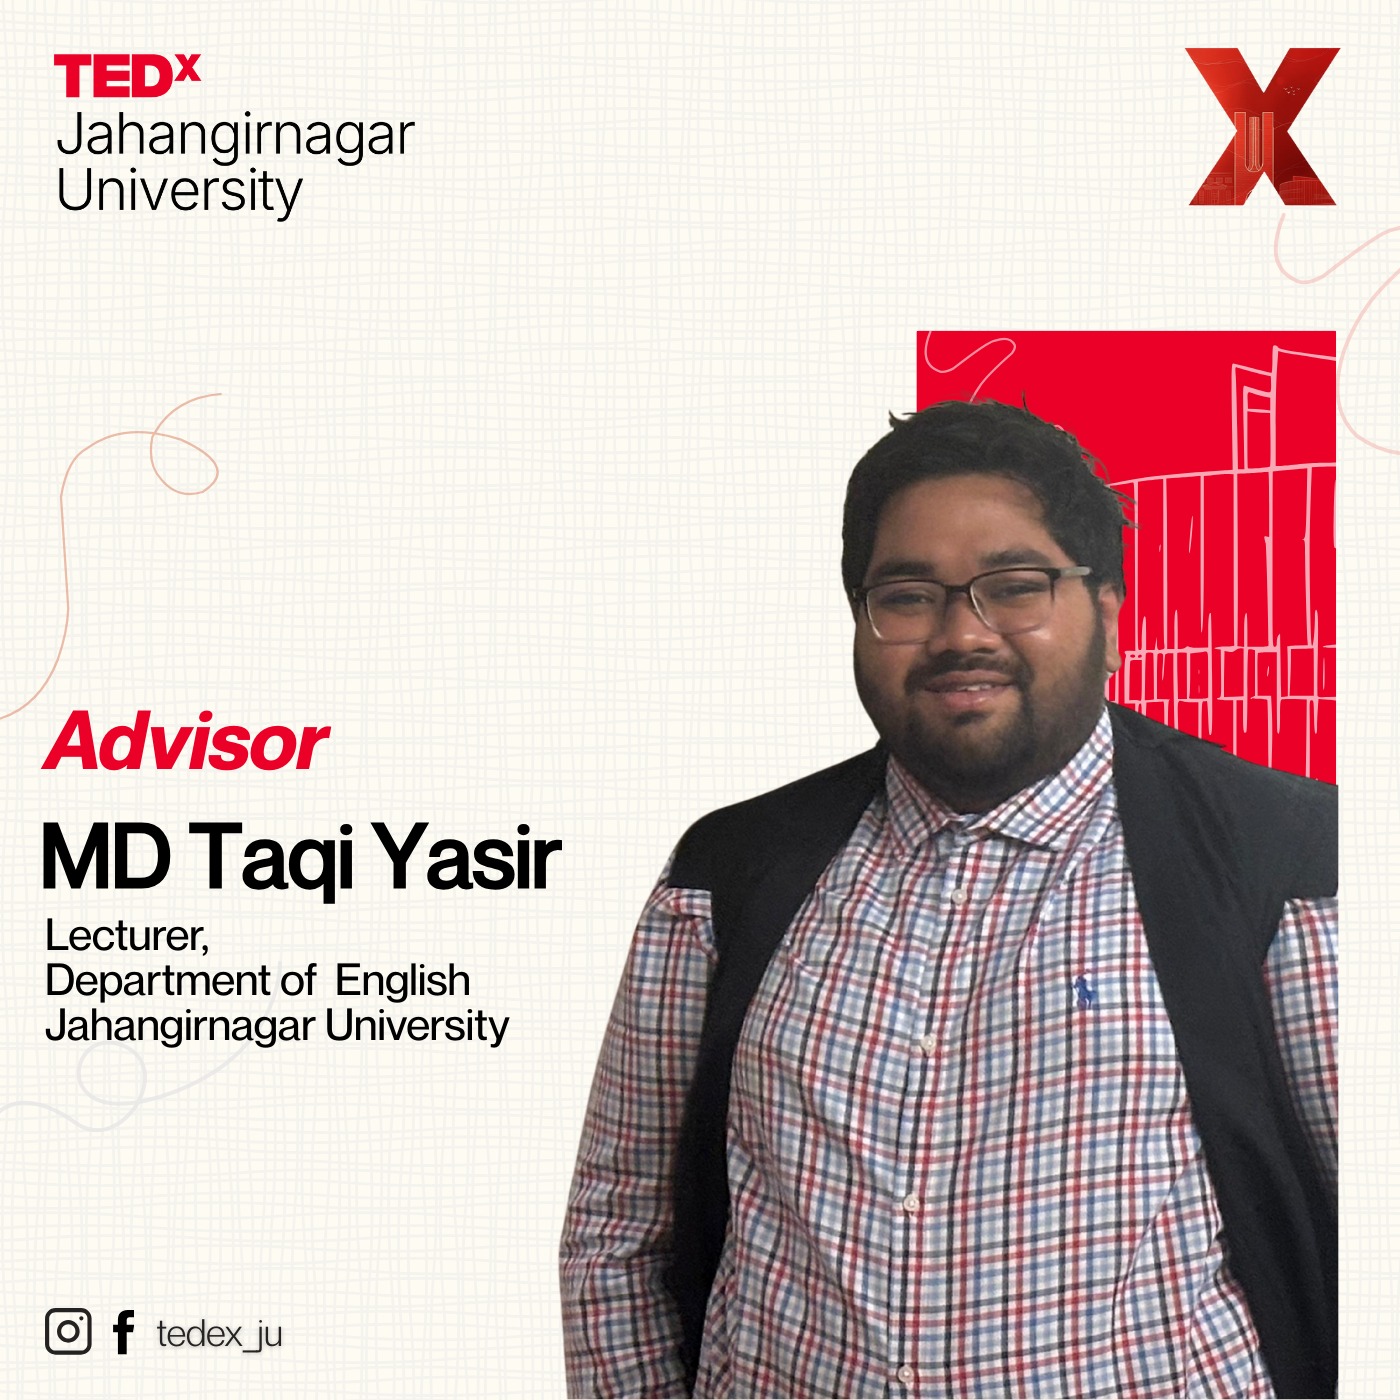 TEDx
Jahangirnagar
University
Advisor
MD Taqi Yasir
Lecturer,
Department of English
Jahangirnagar University
tedex_ju